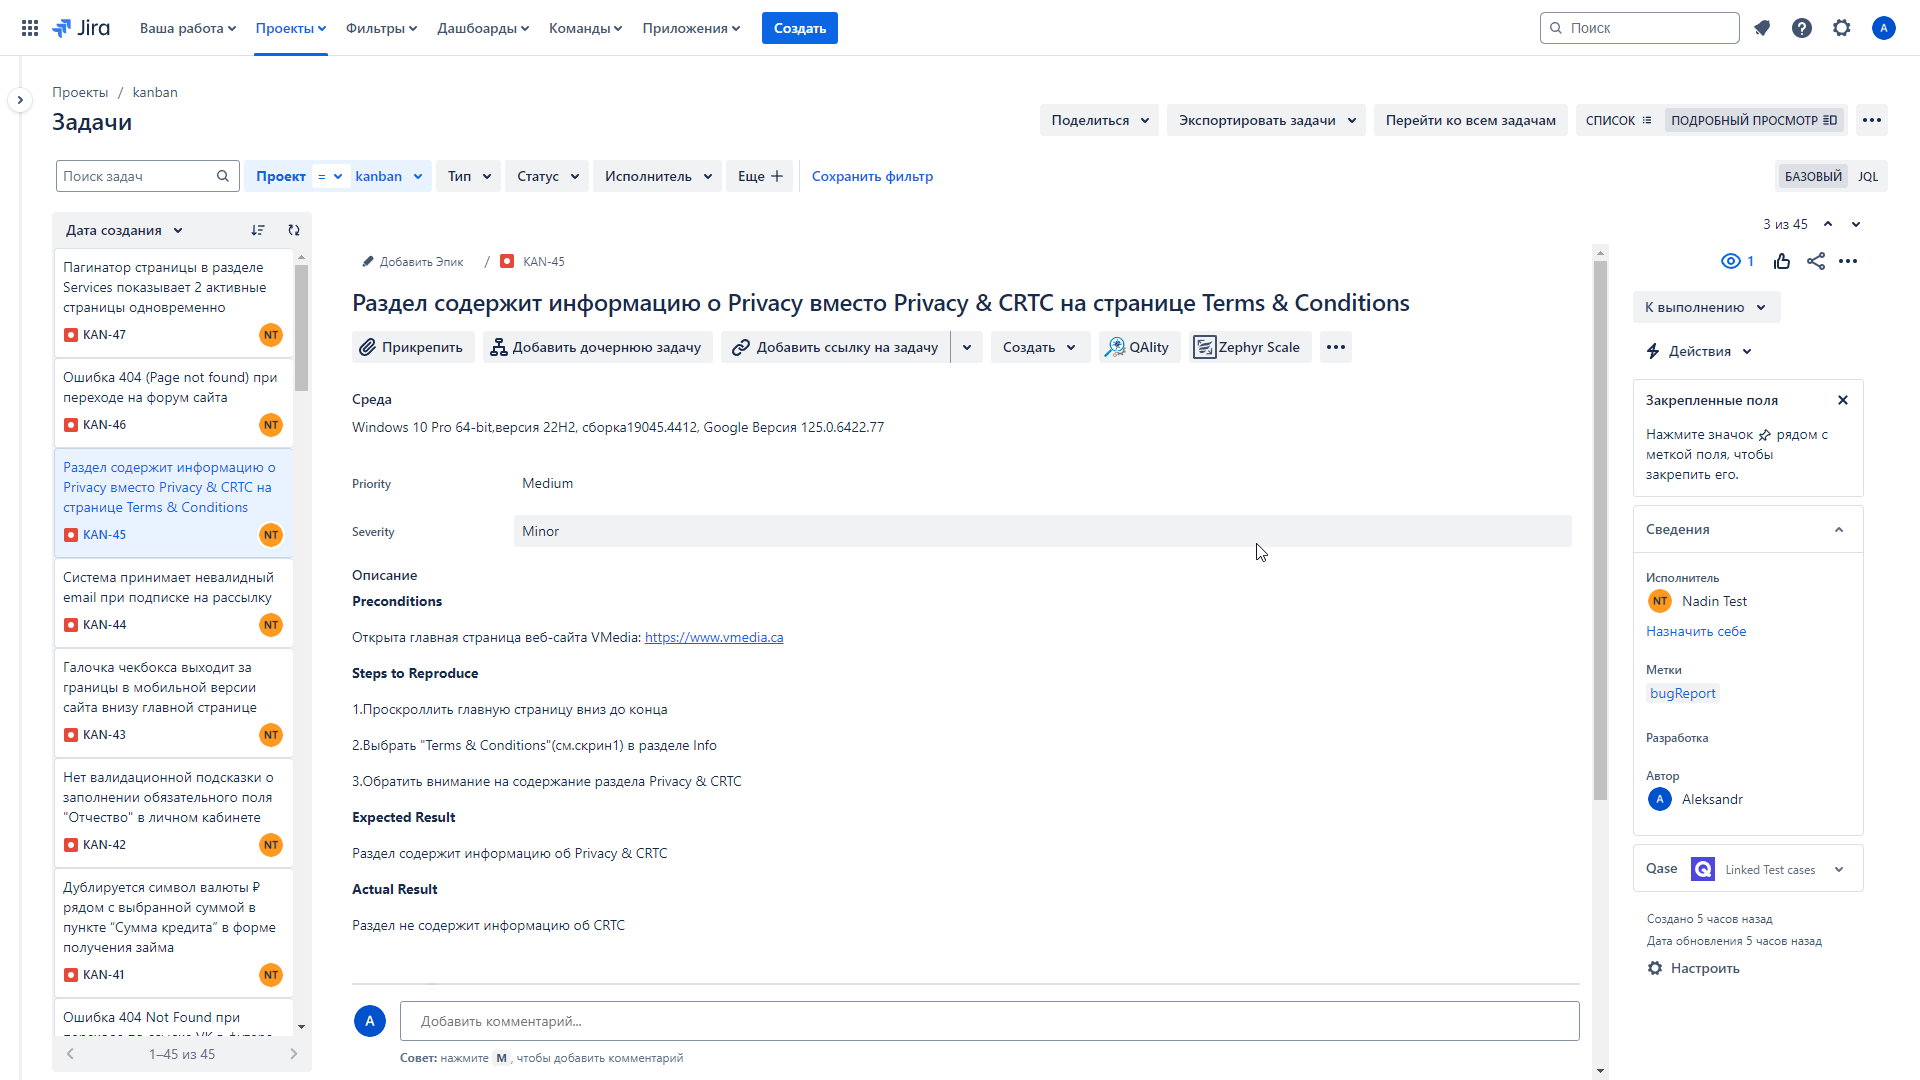 Jira
Ваша работа
Проекты
Фильтры
Дашбоарды
Команды
Приложения
Создать
Поиск
A
Проекты / kanban
Задачи
Поделиться
Экспортировать задачи
Перейти ко всем задачам
СПИСОК
ПОДРОБНЫЙ ПРОСМОТР
Поиск задач
Проект = kanban
Тип
Статус
Исполнитель
Еще
Сохранить фильтр
БАЗОВЫЙ
JQL
Дата создания
Пагинатор страницы в разделе
Services показывает 2 активные
страницы одновременно
KAN-47
NT
Ошибка 404 (Page not found) при
переходе на форум сайта
KAN-46
NT
Раздел содержит информацию о
Privacy вместо Privacy & CRTC на
странице Terms & Conditions
KAN-45
NT
Система принимает невалидный
email при подписке на рассылку
KAN-44
NT
Галочка чекбокса выходит за
границы в мобильной версии
сайта внизу главной странице
KAN-43
NT
Нет валидационной подсказки о
заполнении обязательного поля
"Отчество" в личном кабинете
KAN-42
NT
Дублируется символ валюты ₽
рядом с выбранной суммой в
пункте “Сумма кредита” в форме
получения займа
KAN-41
NT
Ошибка 404 Not Found при
1–45 из 45
Добавить Эпик / KAN-45
Раздел содержит информацию о Privacy вместо Privacy & CRTC на странице Terms & Conditions
Прикрепить
Добавить дочернюю задачу
Добавить ссылку на задачу
Создать
QAlity
Zephyr Scale
Среда
Windows 10 Pro 64-bit,версия 22H2, сборка19045.4412, Google Версия 125.0.6422.77
Priority
Medium
Severity
Minor
Описание
Preconditions
Открыта главная страница веб-сайта VMedia: https://www.vmedia.ca
Steps to Reproduce
1.Проскроллить главную страницу вниз до конца
2.Выбрать "Terms & Conditions"(см.скрин1) в разделе Info
3.Обратить внимание на содержание раздела Privacy & CRTC
Expected Result
Раздел содержит информацию об Privacy & CRTC
Actual Result
Раздел не содержит информацию об CRTC
A
Добавить комментарий...
Совет: нажмите M , чтобы добавить комментарий
3 из 45
1
К выполнению
Действия
Закрепленные поля
Нажмите значок рядом с
меткой поля, чтобы
закрепить его.
Сведения
Исполнитель
NT
Nadin Test
Назначить себе
Метки
bugReport
Разработка
Автор
A
Aleksandr
Qase
Linked Test cases
Создано 5 часов назад
Дата обновления 5 часов назад
Настроить